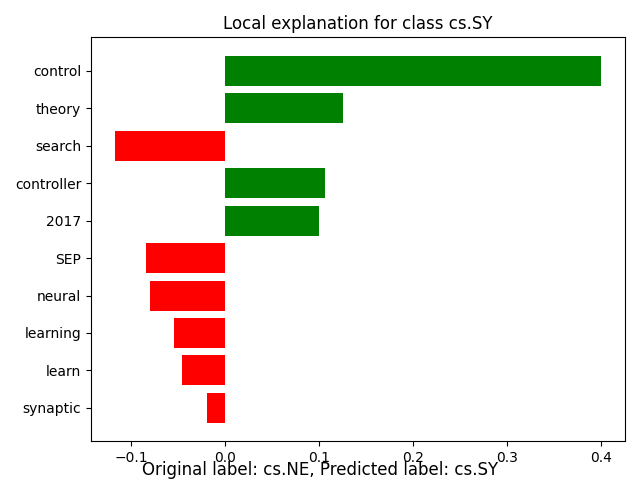 Local explanation for class cs.SY
control
theory
search
controller
2017
SEP
neural
learning
learn
synaptic
−0.1 0.0 0.1 0.2 0.3 0.4
Original label: cs.NE, Predicted label: cs.SY